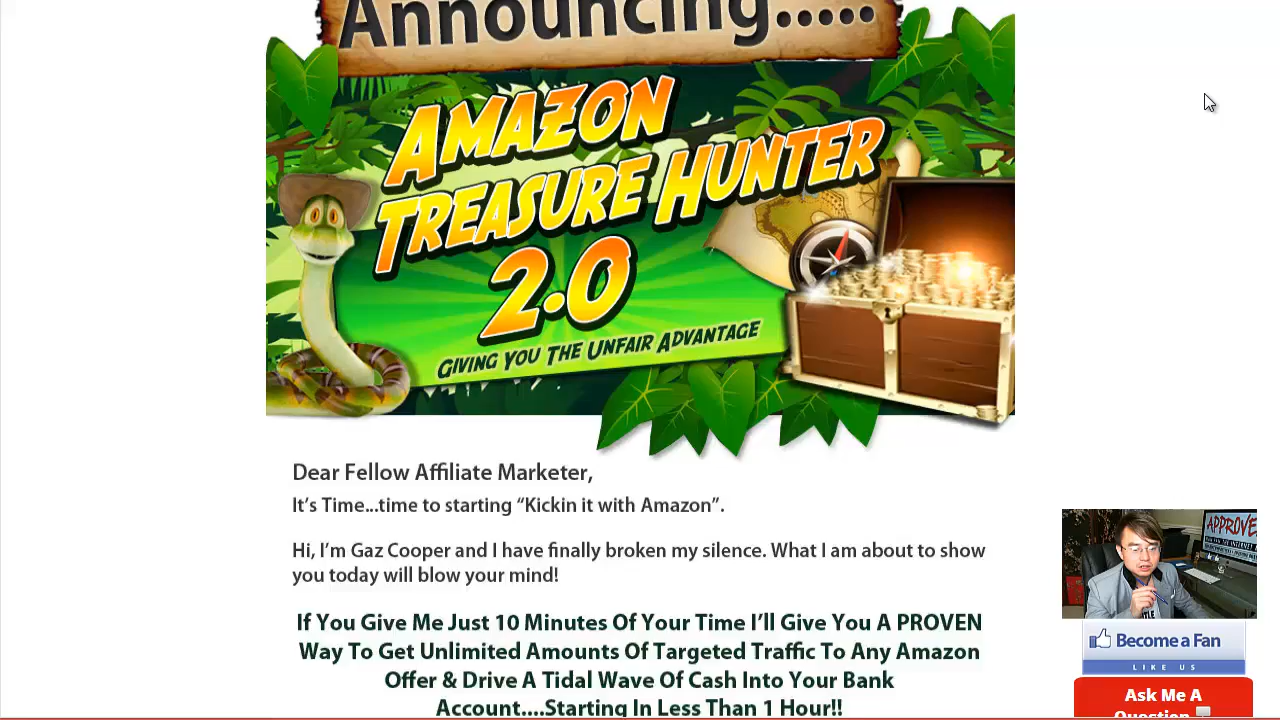 Announcing.....
AMAZON
TREASURE HUNTER
2.0
GIVING YOU THE UNFAIR ADVANTAGE
Dear Fellow Affiliate Marketer,
It’s Time...time to starting “Kickin it with Amazon”.
Hi, I’m Gaz Cooper and I have finally broken my silence. What I am about to show
you today will blow your mind!
If You Give Me Just 10 Minutes Of Your Time I’ll Give You A PROVEN
Way To Get Unlimited Amounts Of Targeted Traffic To Any Amazon
Offer & Drive A Tidal Wave Of Cash Into Your Bank
Account....Starting In Less Than 1 Hour!!
APPROVE
Become a Fan
LIKE US
Ask Me A
Question